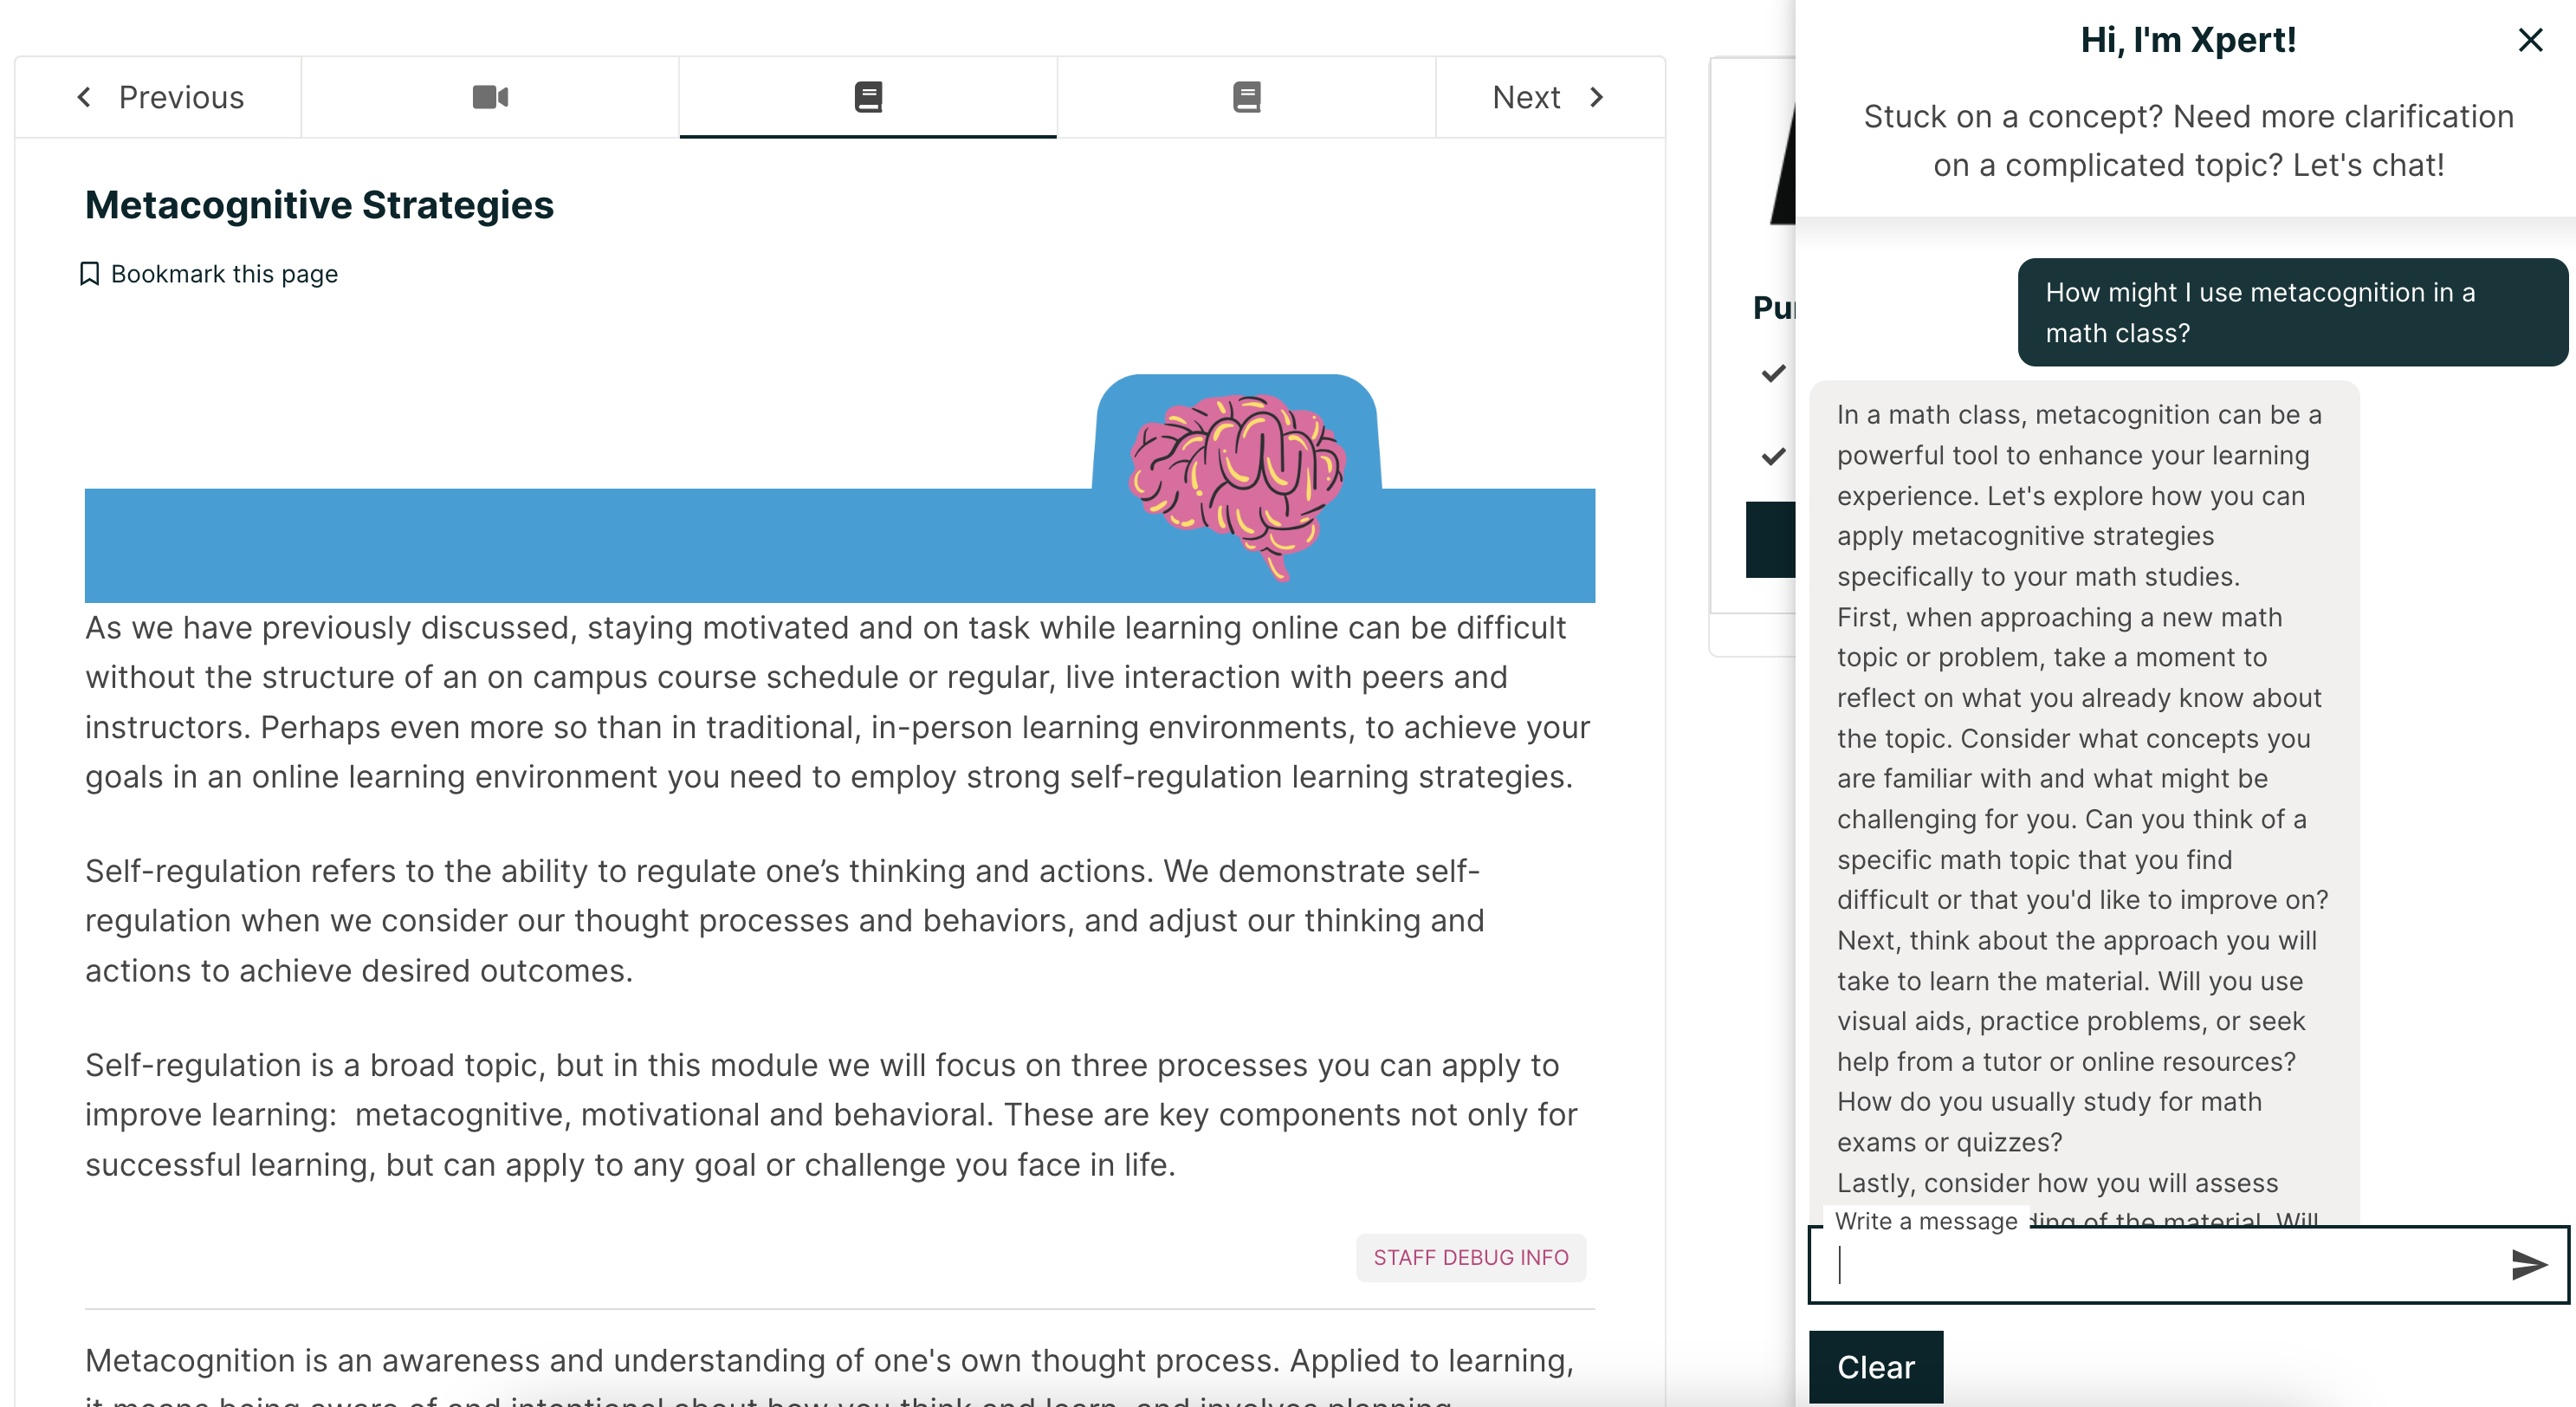 Previous
Next
Metacognitive Strategies
Bookmark this page
As we have previously discussed, staying motivated and on task while learning online can be difficult
without the structure of an on campus course schedule or regular, live interaction with peers and
instructors. Perhaps even more so than in traditional, in-person learning environments, to achieve your
goals in an online learning environment you need to employ strong self-regulation learning strategies.
Self-regulation refers to the ability to regulate one’s thinking and actions. We demonstrate self-
regulation when we consider our thought processes and behaviors, and adjust our thinking and
actions to achieve desired outcomes.
Self-regulation is a broad topic, but in this module we will focus on three processes you can apply to
improve learning:  metacognitive, motivational and behavioral. These are key components not only for
successful learning, but can apply to any goal or challenge you face in life.
STAFF DEBUG INFO
Metacognition is an awareness and understanding of one's own thought process. Applied to learning,
it means being aware of and intentional about how you think and learn, and involves planning,
Hi, I'm Xpert!
Stuck on a concept? Need more clarification
on a complicated topic? Let's chat!
How might I use metacognition in a
math class?
In a math class, metacognition can be a
powerful tool to enhance your learning
experience. Let's explore how you can
apply metacognitive strategies
specifically to your math studies.
First, when approaching a new math
topic or problem, take a moment to
reflect on what you already know about
the topic. Consider what concepts you
are familiar with and what might be
challenging for you. Can you think of a
specific math topic that you find
difficult or that you'd like to improve on?
Next, think about the approach you will
take to learn the material. Will you use
visual aids, practice problems, or seek
help from a tutor or online resources?
How do you usually study for math
exams or quizzes?
Lastly, consider how you will assess
of the material. Will
Write a message
Clear